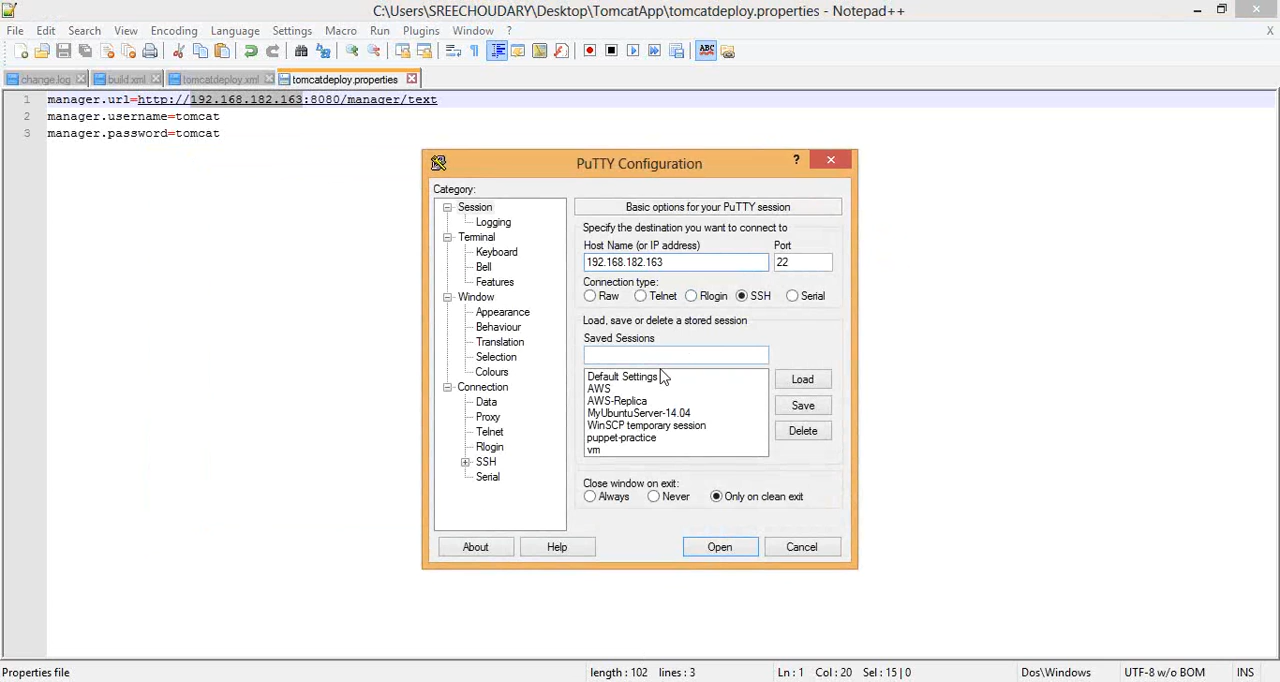 C:\Users\SREECHOUDARY\Desktop\TomcatApp\tomcatdeploy.properties - Notepad++
File Edit Search View Encoding Language Settings Macro Run Plugins Window ? X
change.log build.xml tomcatdeploy.xml tomcatdeploy.properties
1 manager.url=http://192.168.182.163:8080/manager/text
2 manager.username=tomcat
3 manager.password=tomcat
PuTTY Configuration ?
Category:
Session
Logging
Terminal
Keyboard
Bell
Features
Window
Appearance
Behaviour
Translation
Selection
Colours
Connection
Data
Proxy
Telnet
Rlogin
SSH
Serial
Basic options for your PuTTY session
Specify the destination you want to connect to
Host Name (or IP address) Port
192.168.182.163 22
Connection type:
Raw Telnet Rlogin SSH Serial
Load, save or delete a stored session
Saved Sessions
Default Settings
AWS
AWS-Replica
MyUbuntuServer-14.04
WinSCP temporary session
puppet-practice
vm
Load
Save
Delete
Close window on exit:
Always Never Only on clean exit
About Help Open Cancel
Properties file length : 102 lines : 3 Ln : 1 Col : 20 Sel : 15 | 0 Dos\Windows UTF-8 w/o BOM INS